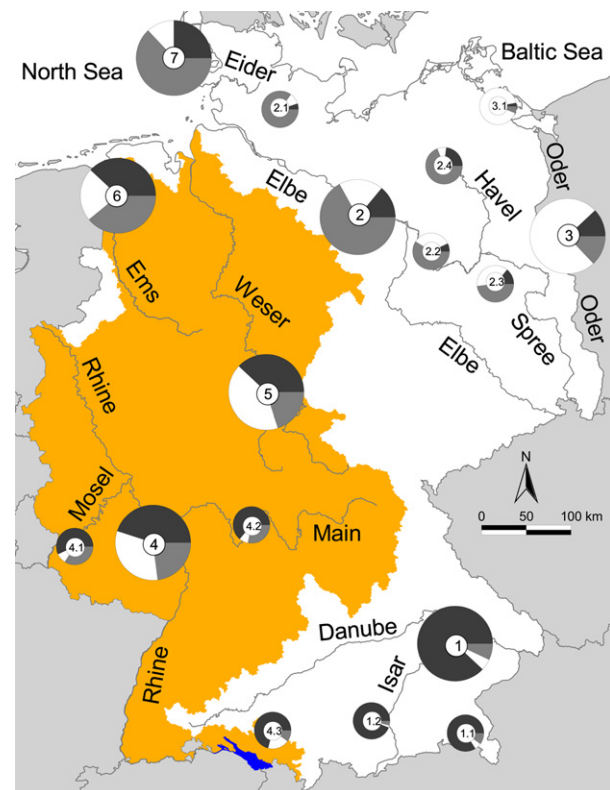 North Sea
7
Eider
Baltic Sea
2.1
3.1
2.4
Oder
Elbe
Havel
6
2
3
2.2
Ems
Weser
2.3
Spree
Oder
Rhine
Elbe
5
N
Mosel
0 50 100 km
4.2
4.1
4
Main
Danube
1
Rhine
Isar
4.3
1.2
1.1